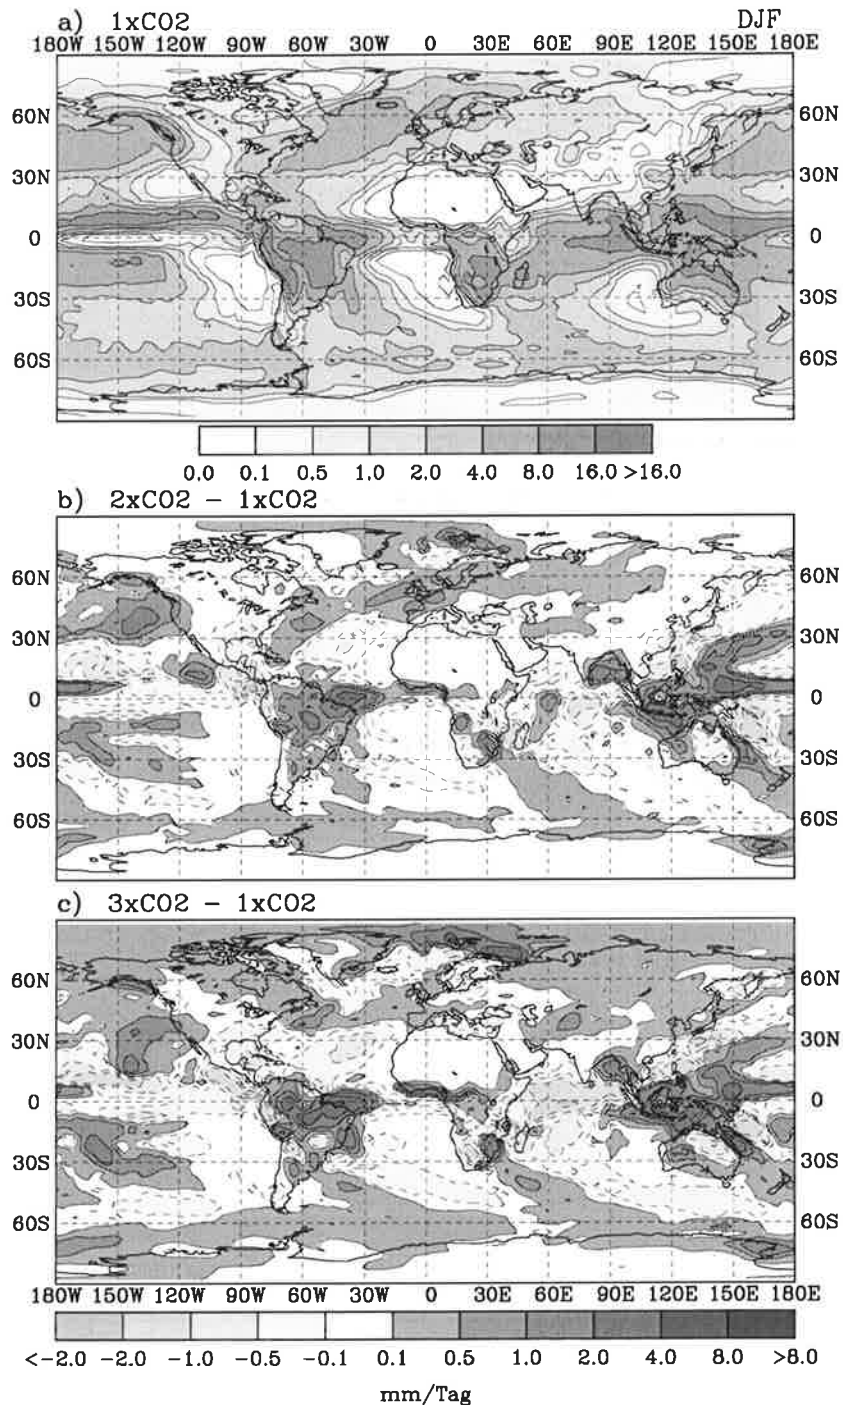 a) 1xCO2 DJF
180W 150W 120W 90W 60W 30W 0 30E 60E 90E 120E 150E 180E
60N 60N
30N 30N
0 0
30S 30S
60S 60S
0.0 0.1 0.5 1.0 2.0 4.0 8.0 16.0 >16.0
b) 2xCO2 - 1xCO2
60N 60N
30N 30N
0 0
30S 30S
60S 60S
c) 3xCO2 - 1xCO2
60N 60N
30N 30N
0 0
30S 30S
60S 60S
180W 150W 120W 90W 60W 30W 0 30E 60E 90E 120E 150E 180E
<-2.0 -2.0 -1.0 -0.5 -0.1 0.1 0.5 1.0 2.0 4.0 8.0 >8.0
mm/Tag